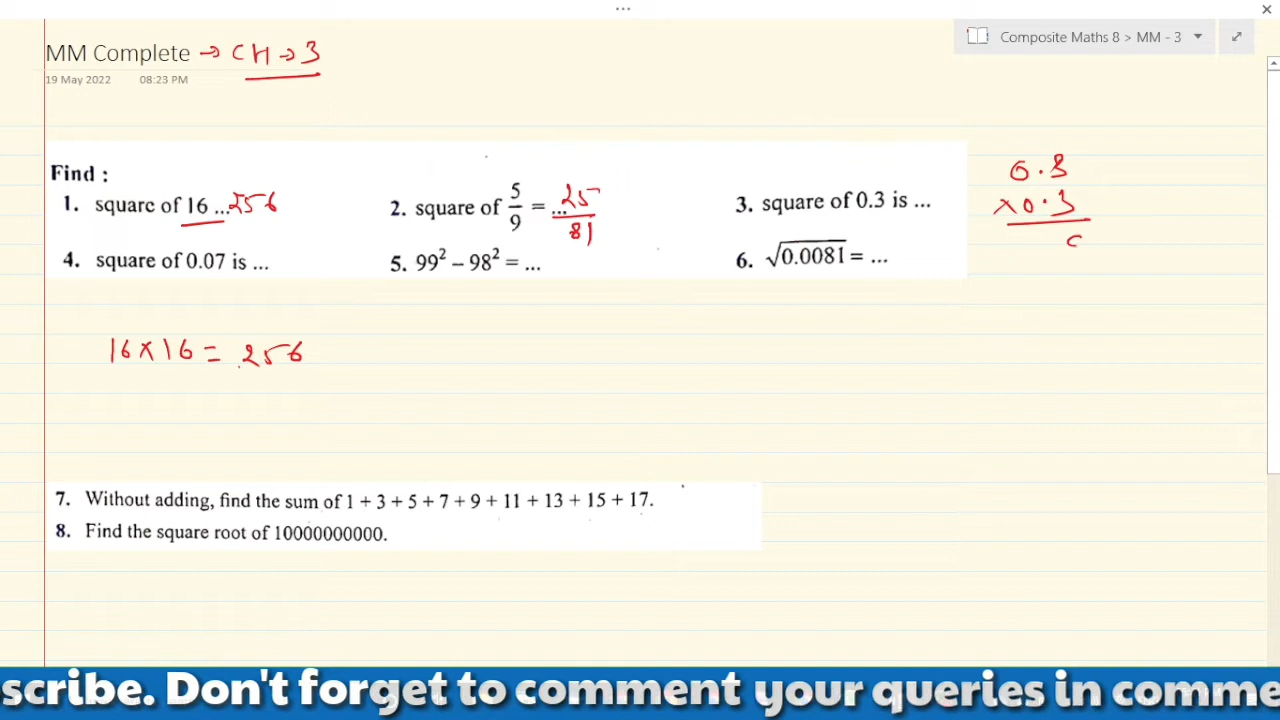 MM Complete → CH → 3
Composite Maths 8 > MM - 3
19 May 2022 08:23 PM
Find :
1. square of 16 ...256
2. square of 5/9 = ... 25/81
3. square of 0.3 is ...
4. square of 0.07 is ...
5. 99² – 98² = ...
6. √0.0081 = ...
0.3
×0.3
16×16 = 256
7. Without adding, find the sum of 1 + 3 + 5 + 7 + 9 + 11 + 13 + 15 + 17.
8. Find the square root of 10000000000.
scribe. Don't forget to comment your queries in comme